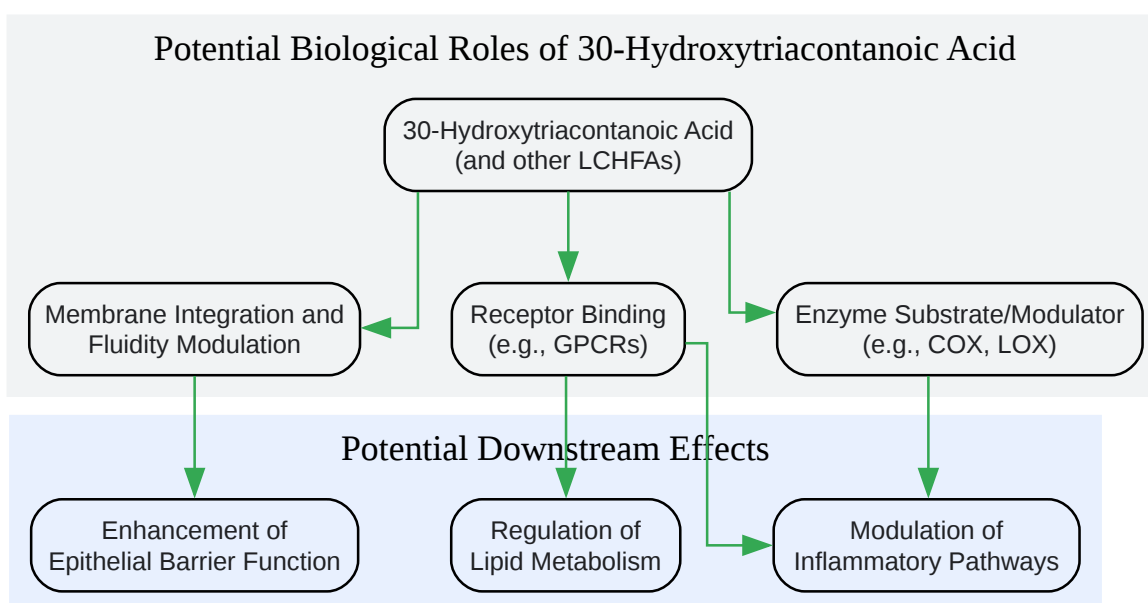 Potential Biological Roles of 30-Hydroxytriacontanoic Acid
30-Hydroxytriacontanoic Acid
(and other LCHFAs)
Membrane Integration and
Fluidity Modulation
Receptor Binding
(e.g., GPCRs)
Enzyme Substrate/Modulator
(e.g., COX, LOX)
Potential Downstream Effects
Enhancement of
Epithelial Barrier Function
Regulation of
Lipid Metabolism
Modulation of
Inflammatory Pathways